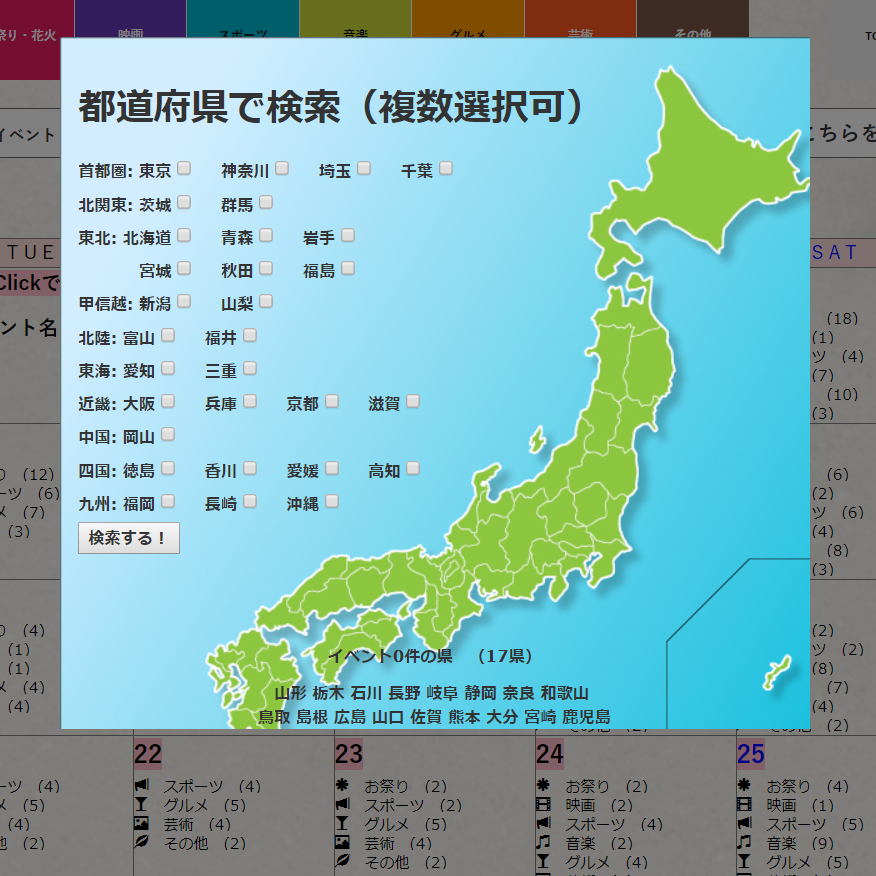 祭り・花火 映画 スポーツ 音楽 グルメ 芸術 その他
都道府県で検索（複数選択可）
イベント
こちらを
首都圏: 東京 神奈川 埼玉 千葉
北関東: 茨城 群馬
東北: 北海道 青森 岩手
TUE SAT
宮城 秋田 福島
Clickで
甲信越: 新潟 山梨
ント名
(18)
(1)
北陸: 富山 福井
ツ (4)
東海: 愛知 三重
(7)
(10)
近畿: 大阪 兵庫 京都 滋賀
(3)
中国: 岡山
四国: 徳島 香川 愛媛 高知
(12) (6)
ーツ (6) (2)
九州: 福岡 長崎 沖縄
(7) ツ (6)
(3) (4)
検索する！
(8)
(3)
(4) (2)
(1) ツ (2)
イベント0件の県 （17県）
(1) (8)
(4) (7)
山形 栃木 石川 長野 岐阜 静岡 奈良 和歌山
(4) (4)
鳥取 島根 広島 山口 佐賀 熊本 大分 宮崎 鹿児島
(2)
22 23 24 25
ーツ (4) スポーツ (4) お祭り (2) お祭り (2) お祭り (4)
(5) グルメ (5) スポーツ (2) 映画 (2) 映画 (1)
(4) 芸術 (4) グルメ (5) スポーツ (4) スポーツ (5)
他 (2) その他 (2) 芸術 (4) 音楽 (2) 音楽 (9)
その他 (2) グルメ (4) グルメ (5)